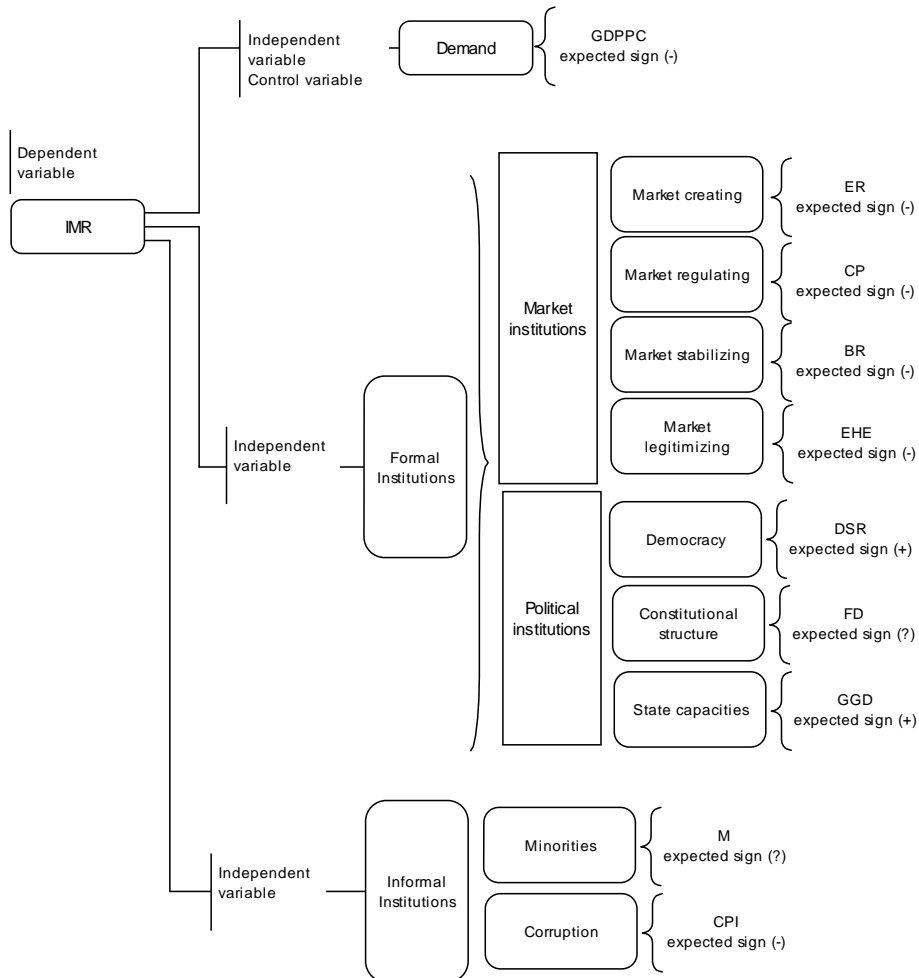 Independent
variable
Control variable
Demand
GDPPC
expected sign (-)
Dependent
variable
IMR
Market
institutions
Market creating
ER
expected sign (-)
Market regulating
CP
expected sign (-)
Market stabilizing
BR
expected sign (-)
Market
legitimizing
EHE
expected sign (-)
Independent
variable
Formal
Institutions
Political
institutions
Democracy
DSR
expected sign (+)
Constitutional
structure
FD
expected sign (?)
State capacities
GGD
expected sign (+)
Independent
variable
Informal
Institutions
Minorities
M
expected sign (?)
Corruption
CPI
expected sign (-)